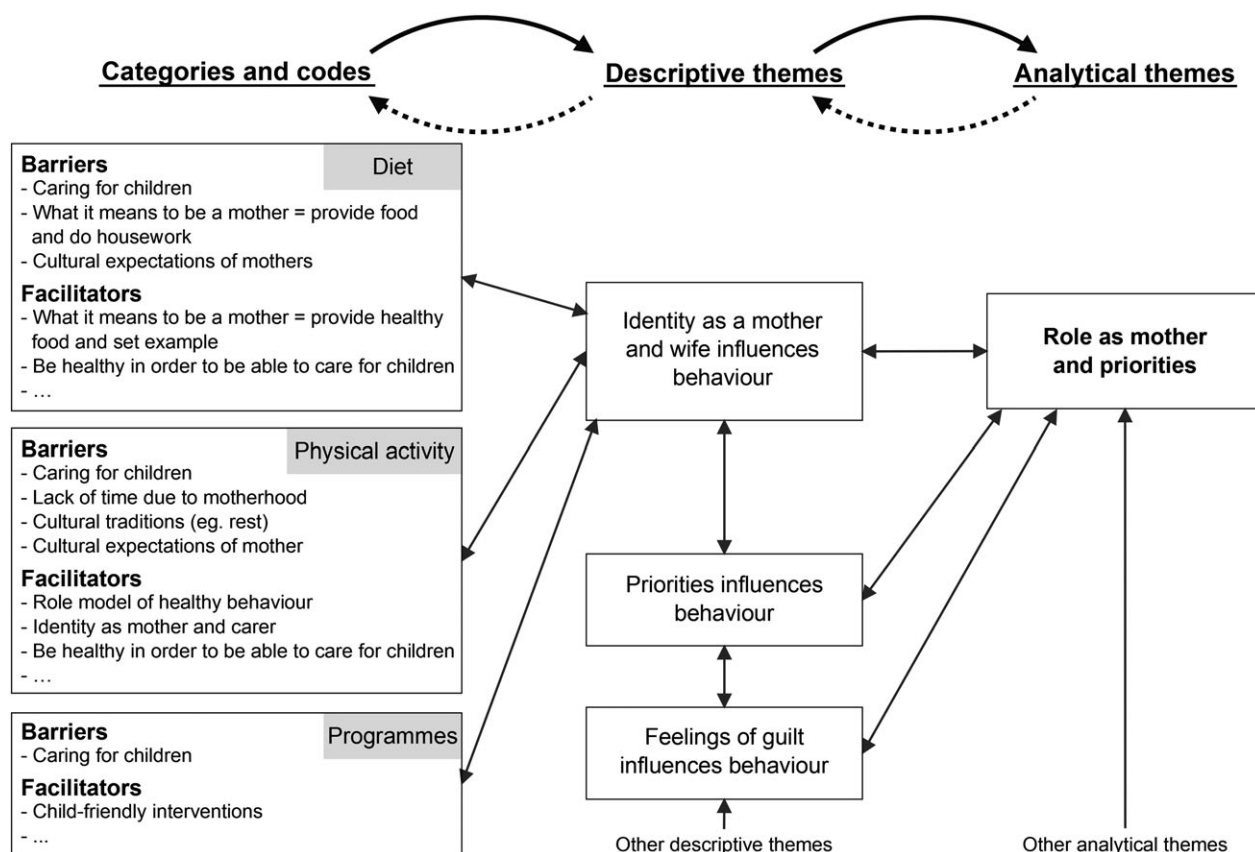 Categories and codes
Descriptive themes
Analytical themes
Diet
Barriers
- Caring for children
- What it means to be a mother = provide food
and do housework
- Cultural expectations of mothers
Facilitators
- What it means to be a mother = provide healthy
food and set example
- Be healthy in order to be able to care for children
- …
Physical activity
Barriers
- Caring for children
- Lack of time due to motherhood
- Cultural traditions (eg. rest)
- Cultural expectations of mother
Facilitators
- Role model of healthy behaviour
- Identity as mother and carer
- Be healthy in order to be able to care for children
- …
Programmes
Barriers
- Caring for children
Facilitators
- Child-friendly interventions
- ...
Identity as a mother
and wife influences
behaviour
Priorities influences
behaviour
Feelings of guilt
influences behaviour
Other descriptive themes
Role as mother
and priorities
Other analytical themes